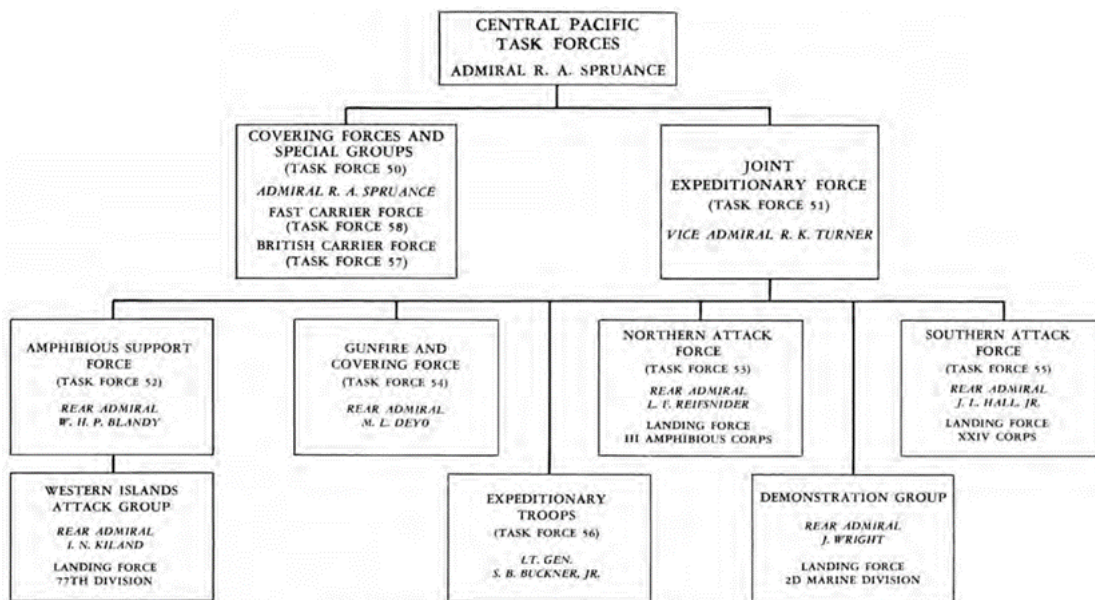 CENTRAL PACIFIC
TASK FORCES
ADMIRAL R. A. SPRUANCE
COVERING FORCES AND
SPECIAL GROUPS
(TASK FORCE 50)
ADMIRAL R. A. SPRUANCE
FAST CARRIER FORCE
(TASK FORCE 58)
BRITISH CARRIER FORCE
(TASK FORCE 57)
JOINT
EXPEDITIONARY FORCE
(TASK FORCE 51)
VICE ADMIRAL R. K. TURNER
AMPHIBIOUS SUPPORT
FORCE
(TASK FORCE 52)
REAR ADMIRAL
W. H. P. BLANDY
GUNFIRE AND
COVERING FORCE
(TASK FORCE 54)
REAR ADMIRAL
M. L. DEYO
NORTHERN ATTACK
FORCE
(TASK FORCE 53)
REAR ADMIRAL
L. F. REIFSNIDER
LANDING FORCE
III AMPHIBIOUS CORPS
SOUTHERN ATTACK
FORCE
(TASK FORCE 55)
REAR ADMIRAL
J. L. HALL, JR.
LANDING FORCE
XXIV CORPS
WESTERN ISLANDS
ATTACK GROUP
REAR ADMIRAL
I. N. KILAND
LANDING FORCE
77TH DIVISION
EXPEDITIONARY
TROOPS
(TASK FORCE 56)
LT. GEN.
S. B. BUCKNER, JR.
DEMONSTRATION GROUP
REAR ADMIRAL
J. WRIGHT
LANDING FORCE
2D MARINE DIVISION